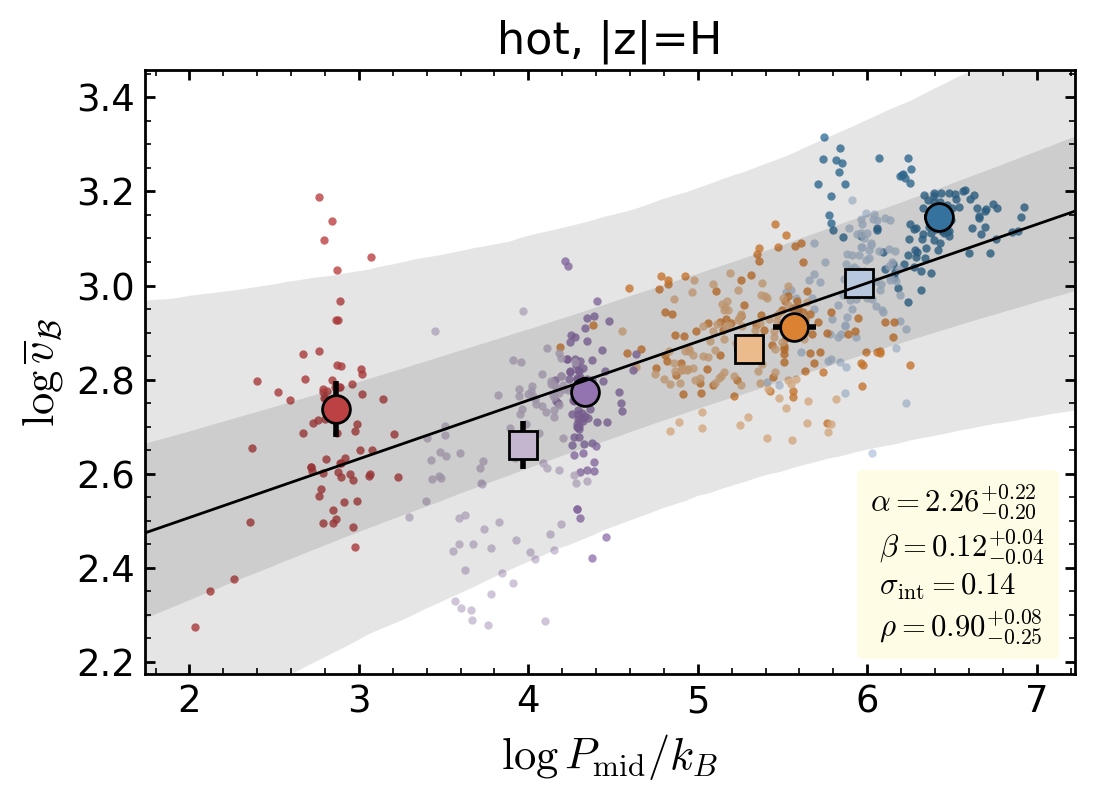 hot, |z|=H
3.4
3.2
3.0
2.8
2.6
2.4
2.2
log v̅_ℬ
α = 2.26^{+0.22}_{−0.20}
β = 0.12^{+0.04}_{−0.04}
σ_int = 0.14
ρ = 0.90^{+0.08}_{−0.25}
2 3 4 5 6 7
log P_mid/k_B